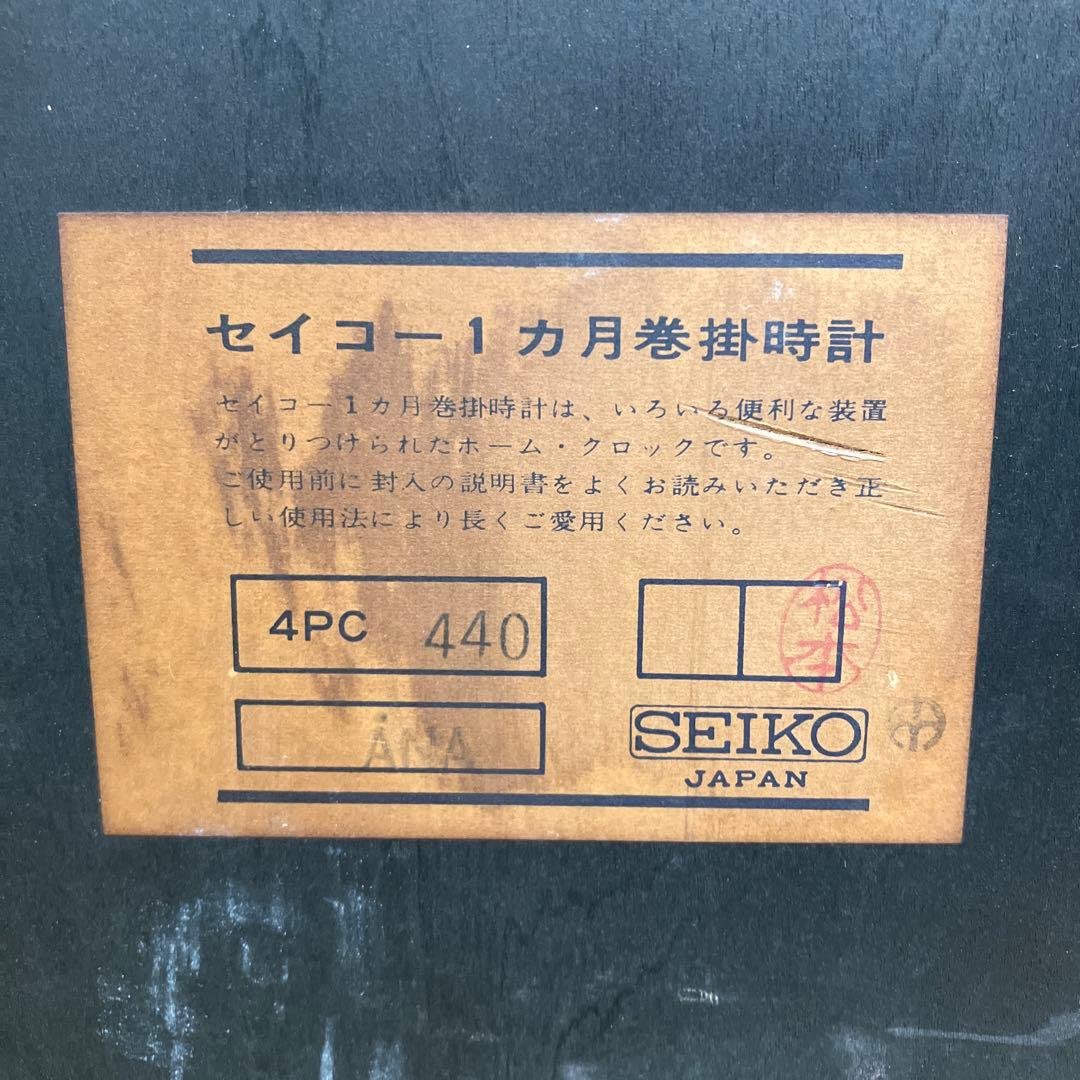 セイコー1カ月巻掛時計
セイコー1カ月巻掛時計は、いろいろ便利な装置
がとりつけられたホーム・クロックです。
ご使用前に封入の説明書をよくお読みいただき正
しい使用法により長くご愛用ください。
4PC 440
ANA
SEIKO
JAPAN